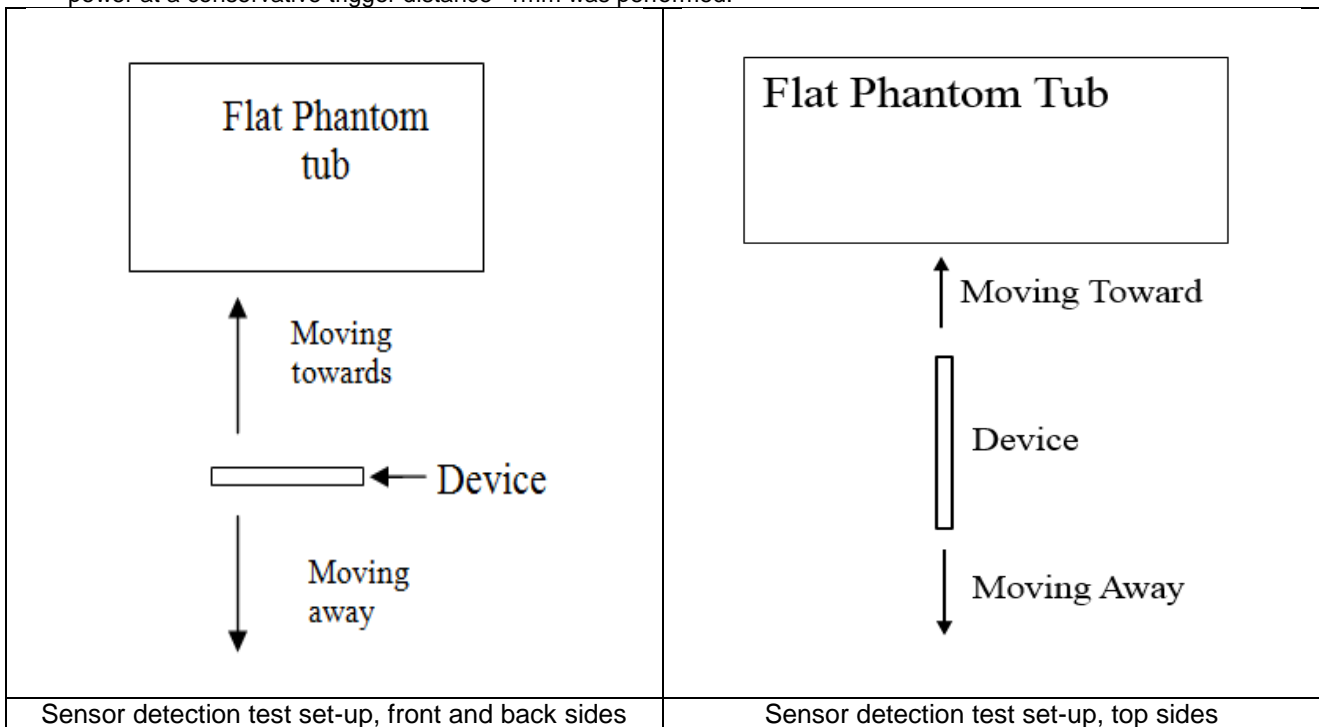 Flat Phantom
tub
Moving
towards
Device
Moving
away
Sensor detection test set-up, front and back sides
Flat Phantom Tub
Moving Toward
Device
Moving Away
Sensor detection test set-up, top sides